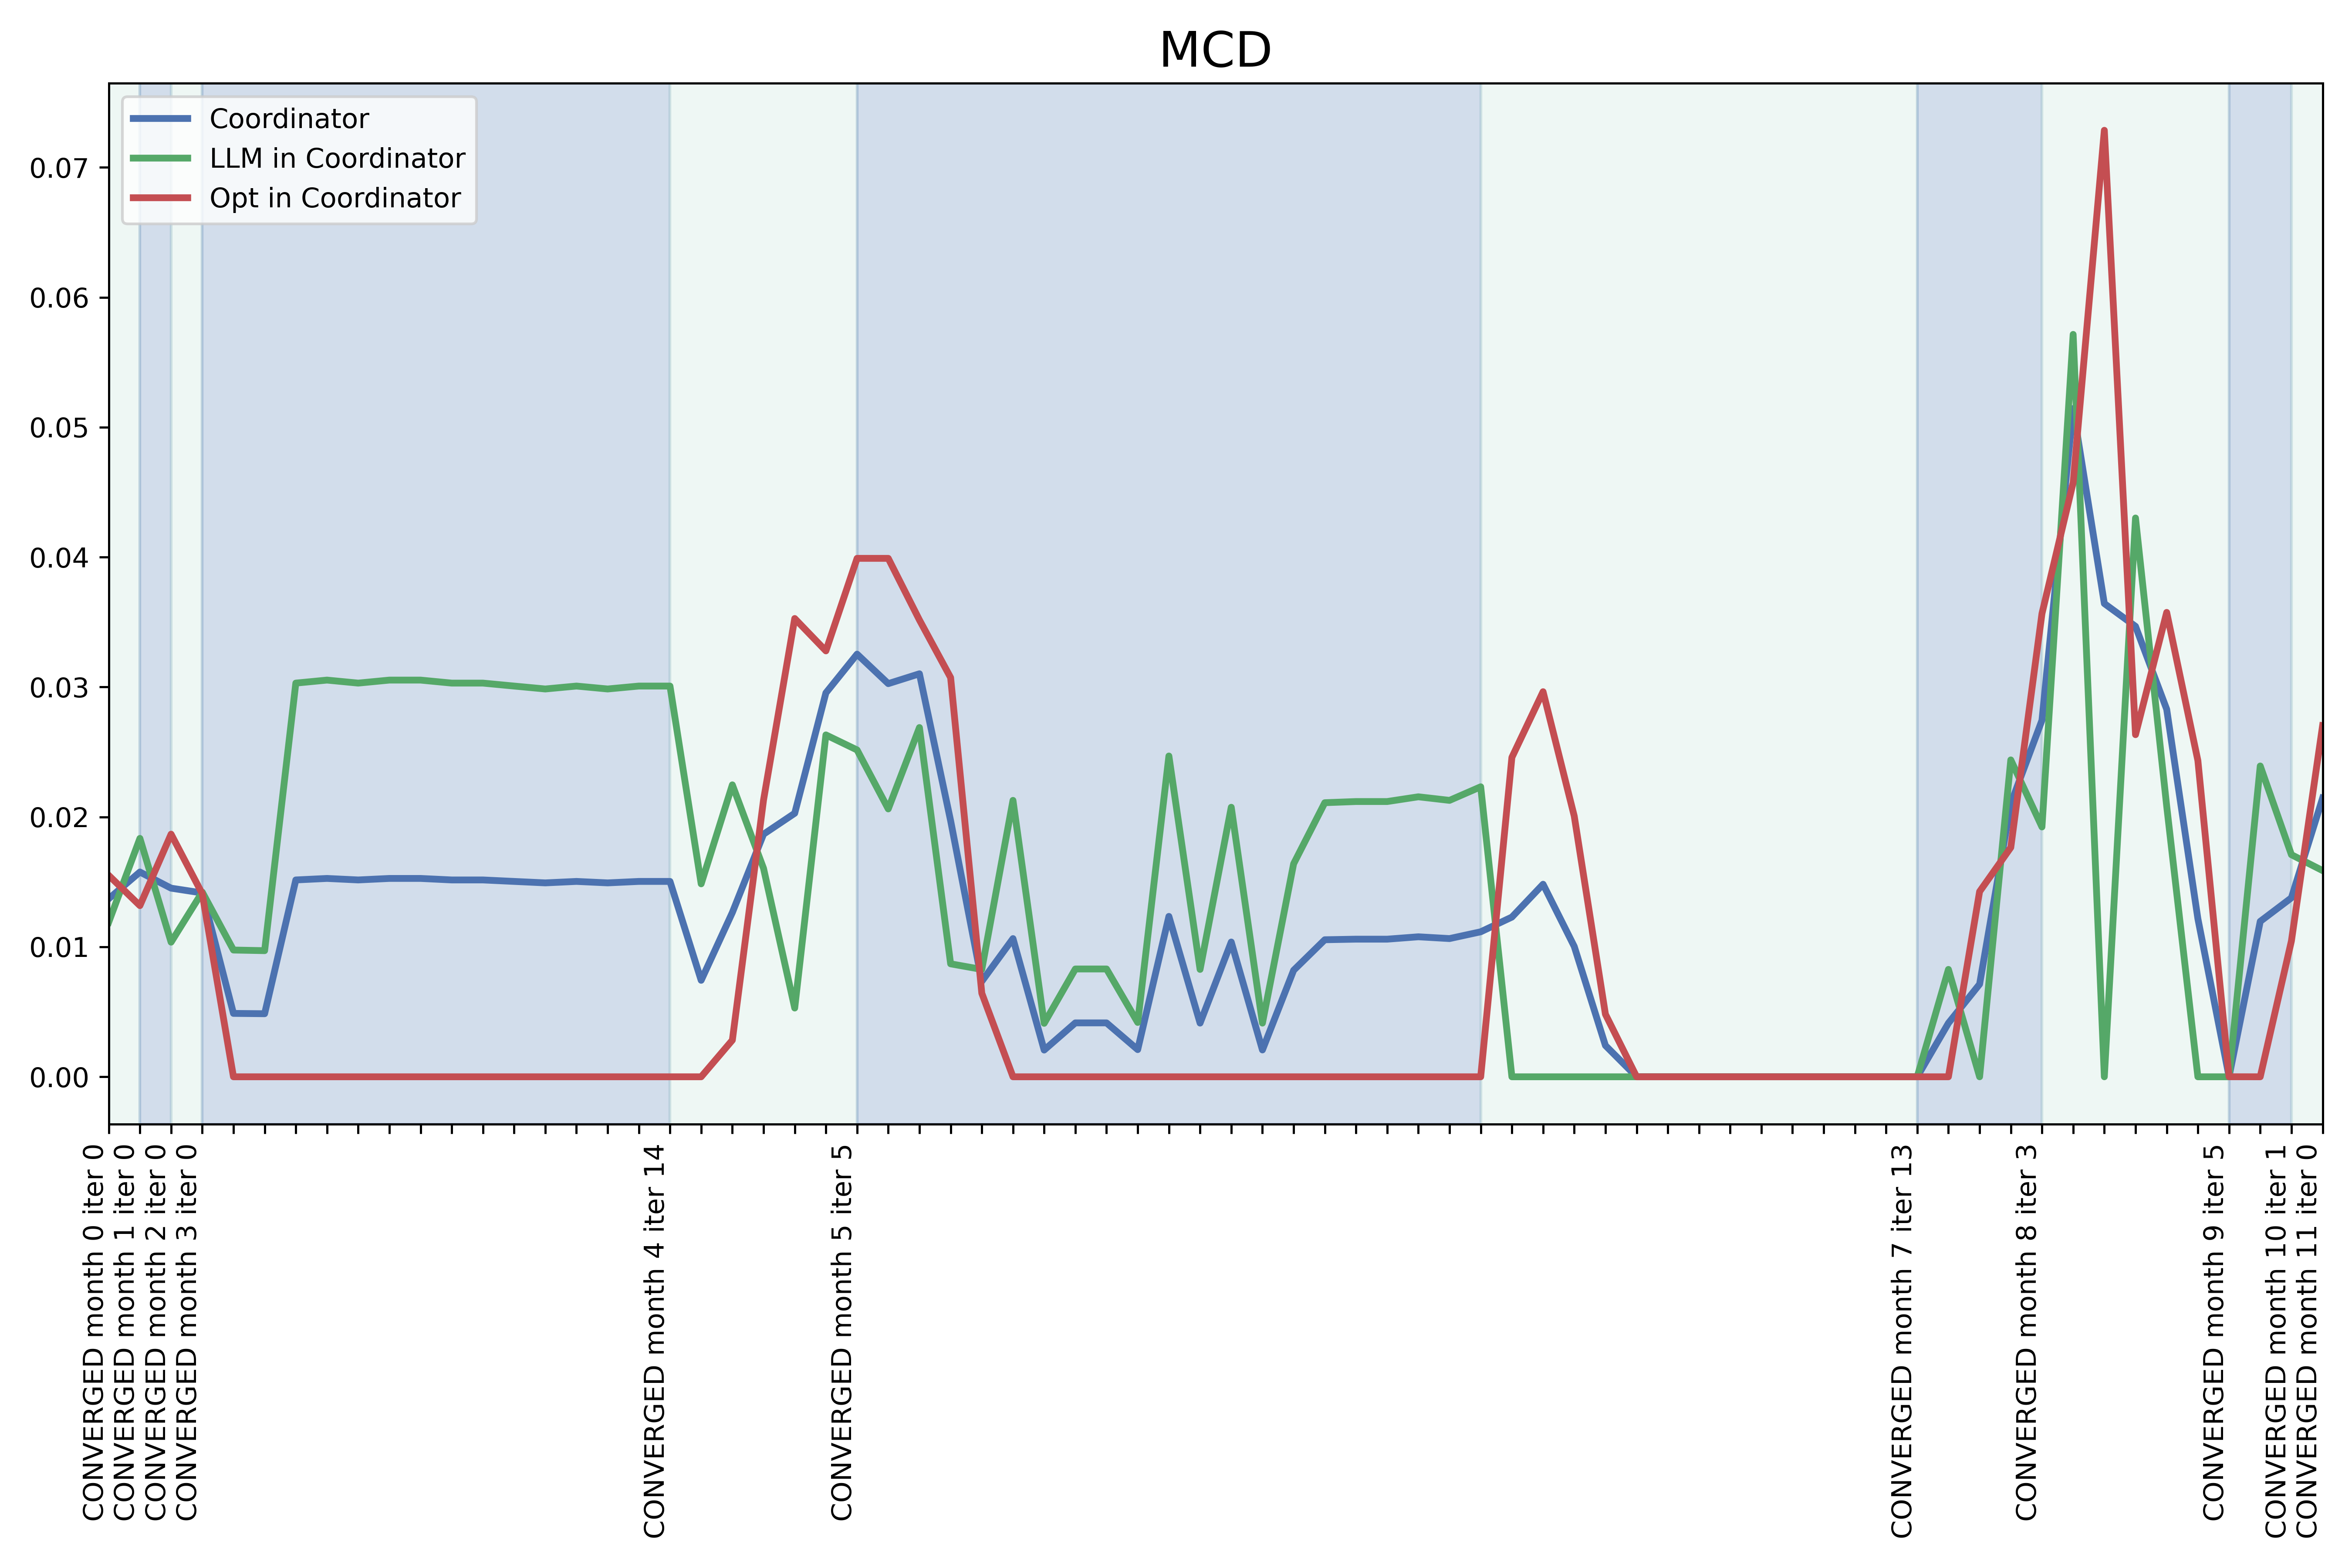 MCD
Coordinator
LLM in Coordinator
Opt in Coordinator
0.07
0.06
0.05
0.04
0.03
0.02
0.01
0.00
CONVERGED month 0 iter 0
CONVERGED month 1 iter 0
CONVERGED month 2 iter 0
CONVERGED month 3 iter 0
CONVERGED month 4 iter 14
CONVERGED month 5 iter 5
CONVERGED month 7 iter 13
CONVERGED month 8 iter 3
CONVERGED month 9 iter 5
CONVERGED month 10 iter 1
CONVERGED month 11 iter 0